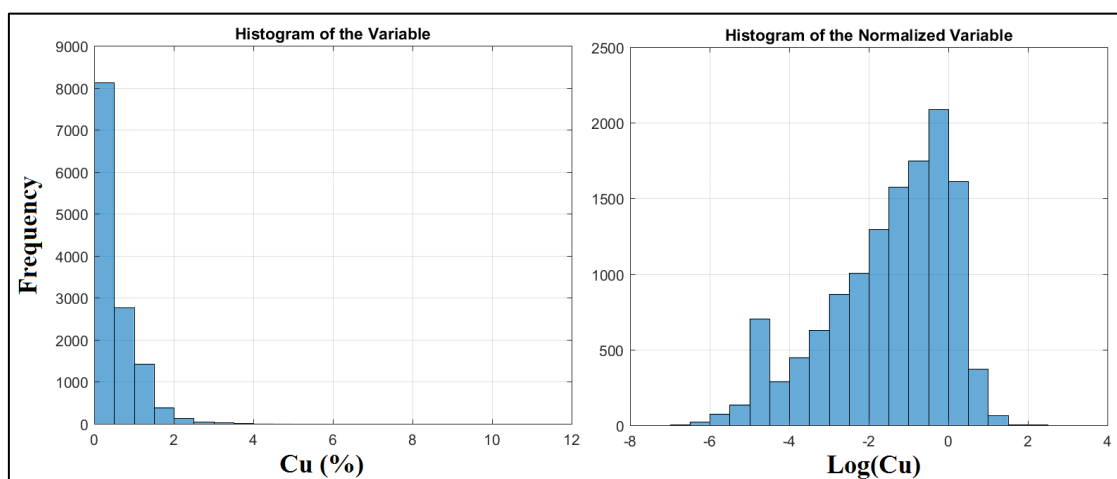 Histogram of the Variable
9000
8000
7000
6000
5000
4000
3000
2000
1000
0
Frequency
0 2 4 6 8 10 12
Cu (%)
Histogram of the Normalized Variable
2500
2000
1500
1000
500
0
-8 -6 -4 -2 0 2 4
Log(Cu)